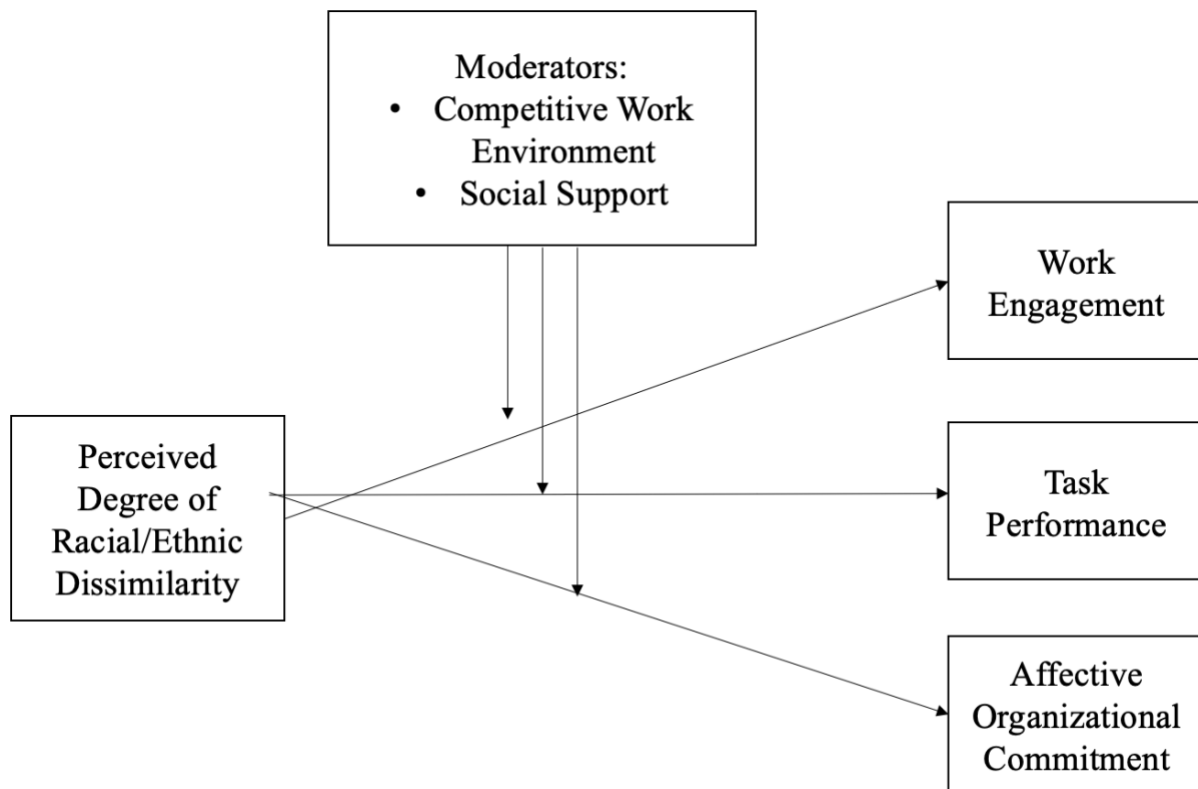 Moderators:
• Competitive Work
Environment
• Social Support
Work
Engagement
Perceived
Degree of
Racial/Ethnic
Dissimilarity
Task
Performance
Affective
Organizational
Commitment